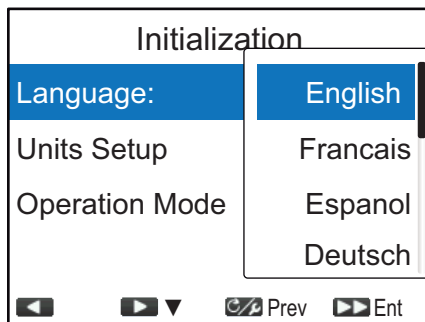 Initialization
Language: English
Units Setup Francais
Operation Mode Espanol
Deutsch
▼ Prev Ent